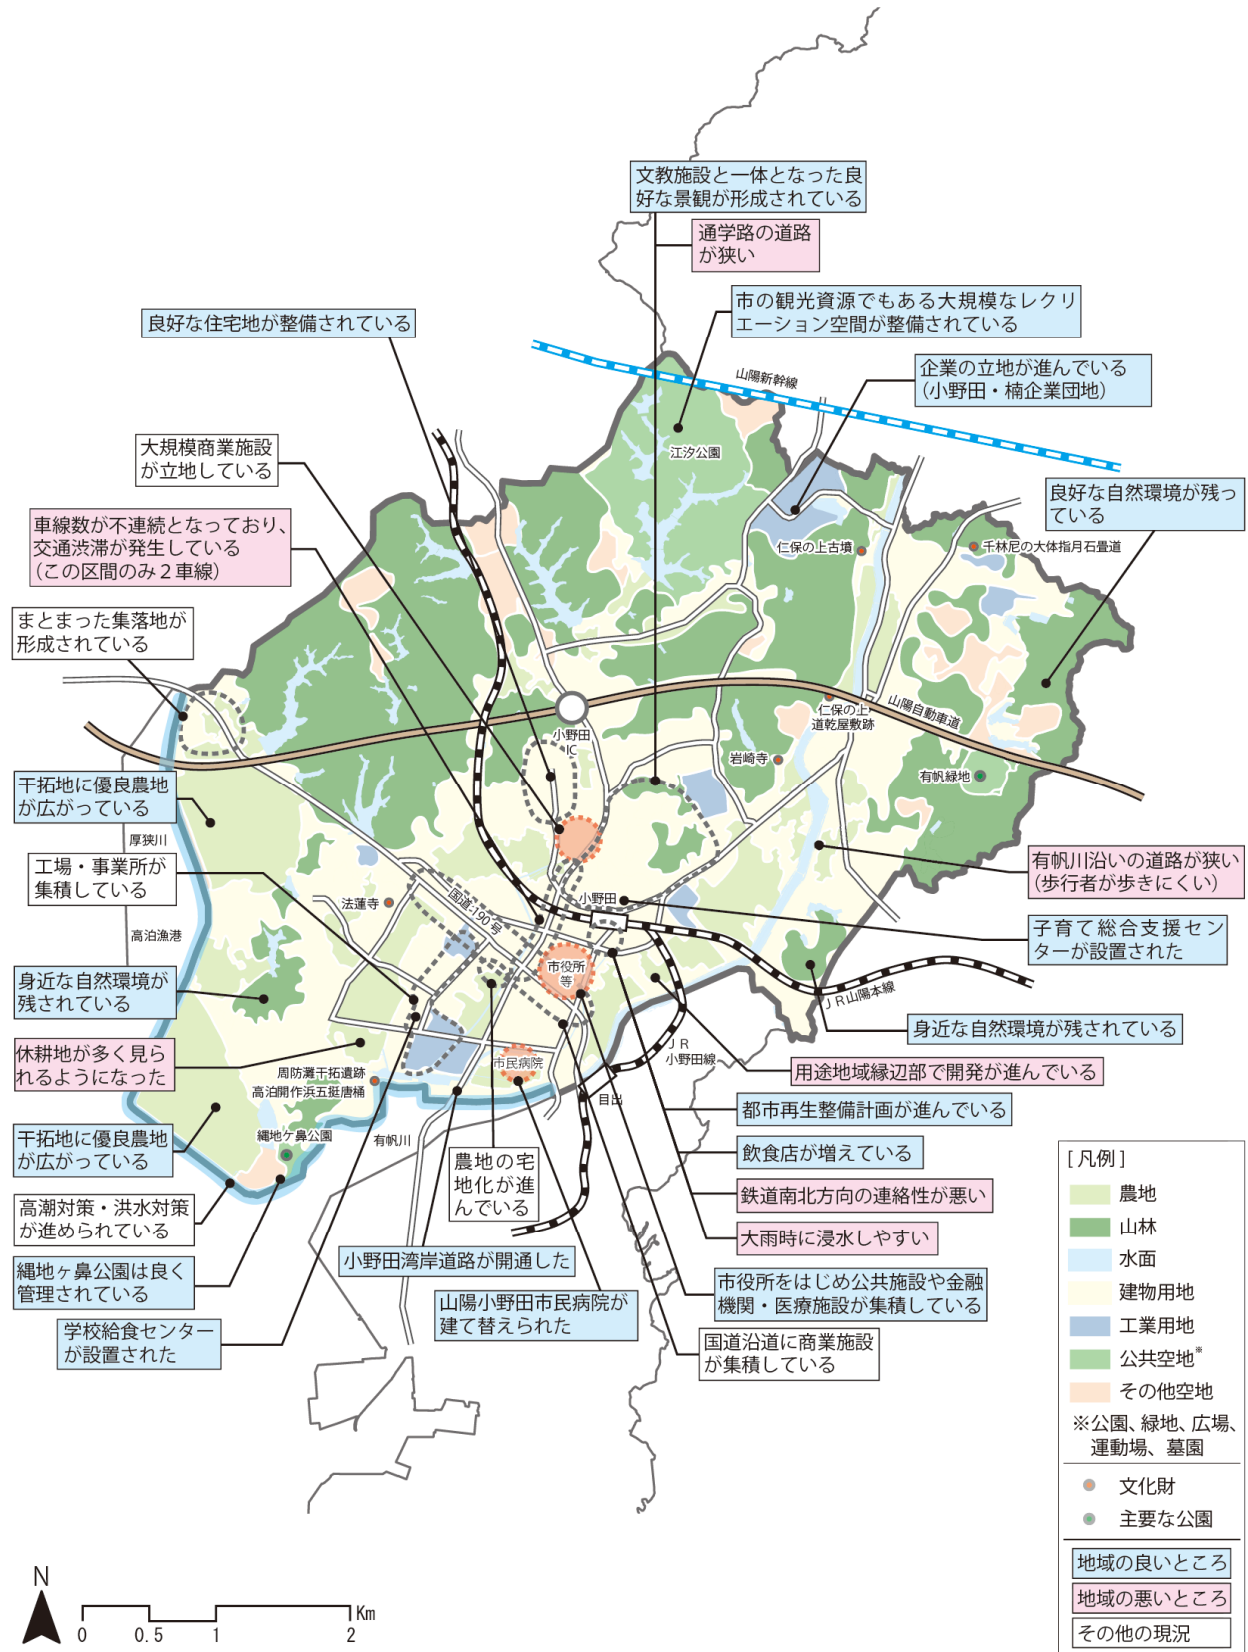 文教施設と一体となった良
好な景観が形成されている
通学路の道路
が狭い
良好な住宅地が整備されている
市の観光資源でもある大規模なレクリ
エーション空間が整備されている
山陽新幹線
企業の立地が進んでいる
（小野田・楠企業団地）
大規模商業施設
が立地している
江汐公園
良好な自然環境が残っ
ている
車線数が不連続となっており、
交通渋滞が発生している
（この区間のみ２車線）
仁保の上古墳
千林尼の大体指月石畳道
まとまった集落地が
形成されている
小野田
IC
仁保の上
道乾屋敷跡
山陽自動車道
岩崎寺
有帆緑地
干拓地に優良農地
が広がっている
厚狭川
工場・事業所が
集積している
有帆川沿いの道路が狭い
（歩行者が歩きにくい）
法蓮寺
国道190号
小野田
高泊漁港
子育て総合支援セン
ターが設置された
身近な自然環境が
残されている
市役所
等
ＪＲ山陽本線
身近な自然環境が残されている
休耕地が多く見ら
れるようになった
周防灘干拓遺跡
高泊開作浜五挺唐樋
市民病院
ＪＲ
小野田線
用途地域縁辺部で開発が進んでいる
目出
都市再生整備計画が進んでいる
干拓地に優良農地
が広がっている
縄地ケ鼻公園
有帆川
農地の宅
地化が進
んでいる
飲食店が増えている
鉄道南北方向の連絡性が悪い
高潮対策・洪水対策
が進められている
大雨時に浸水しやすい
縄地ヶ鼻公園は良く
管理されている
小野田湾岸道路が開通した
市役所をはじめ公共施設や金融
機関・医療施設が集積している
山陽小野田市民病院が
建て替えられた
学校給食センター
が設置された
国道沿道に商業施設
が集積している
［凡例］
農地
山林
水面
建物用地
工業用地
公共空地※
その他空地
※公園、緑地、広場、
運動場、墓園
文化財
主要な公園
地域の良いところ
地域の悪いところ
その他の現況
N
Km
0 0.5 1 2